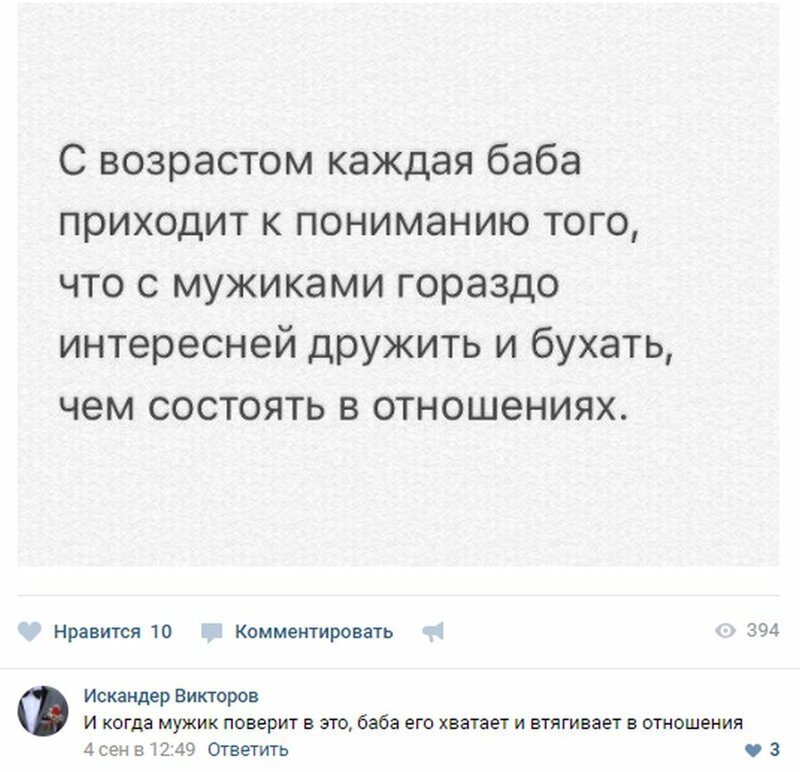 С возрастом каждая баба
приходит к пониманию того,
что с мужиками гораздо
интересней дружить и бухать,
чем состоять в отношениях.
Нравится 10 Комментировать 394
Искандер Викторов
И когда мужик поверит в это, баба его хватает и втягивает в отношения
4 сен в 12:49 Ответить 3